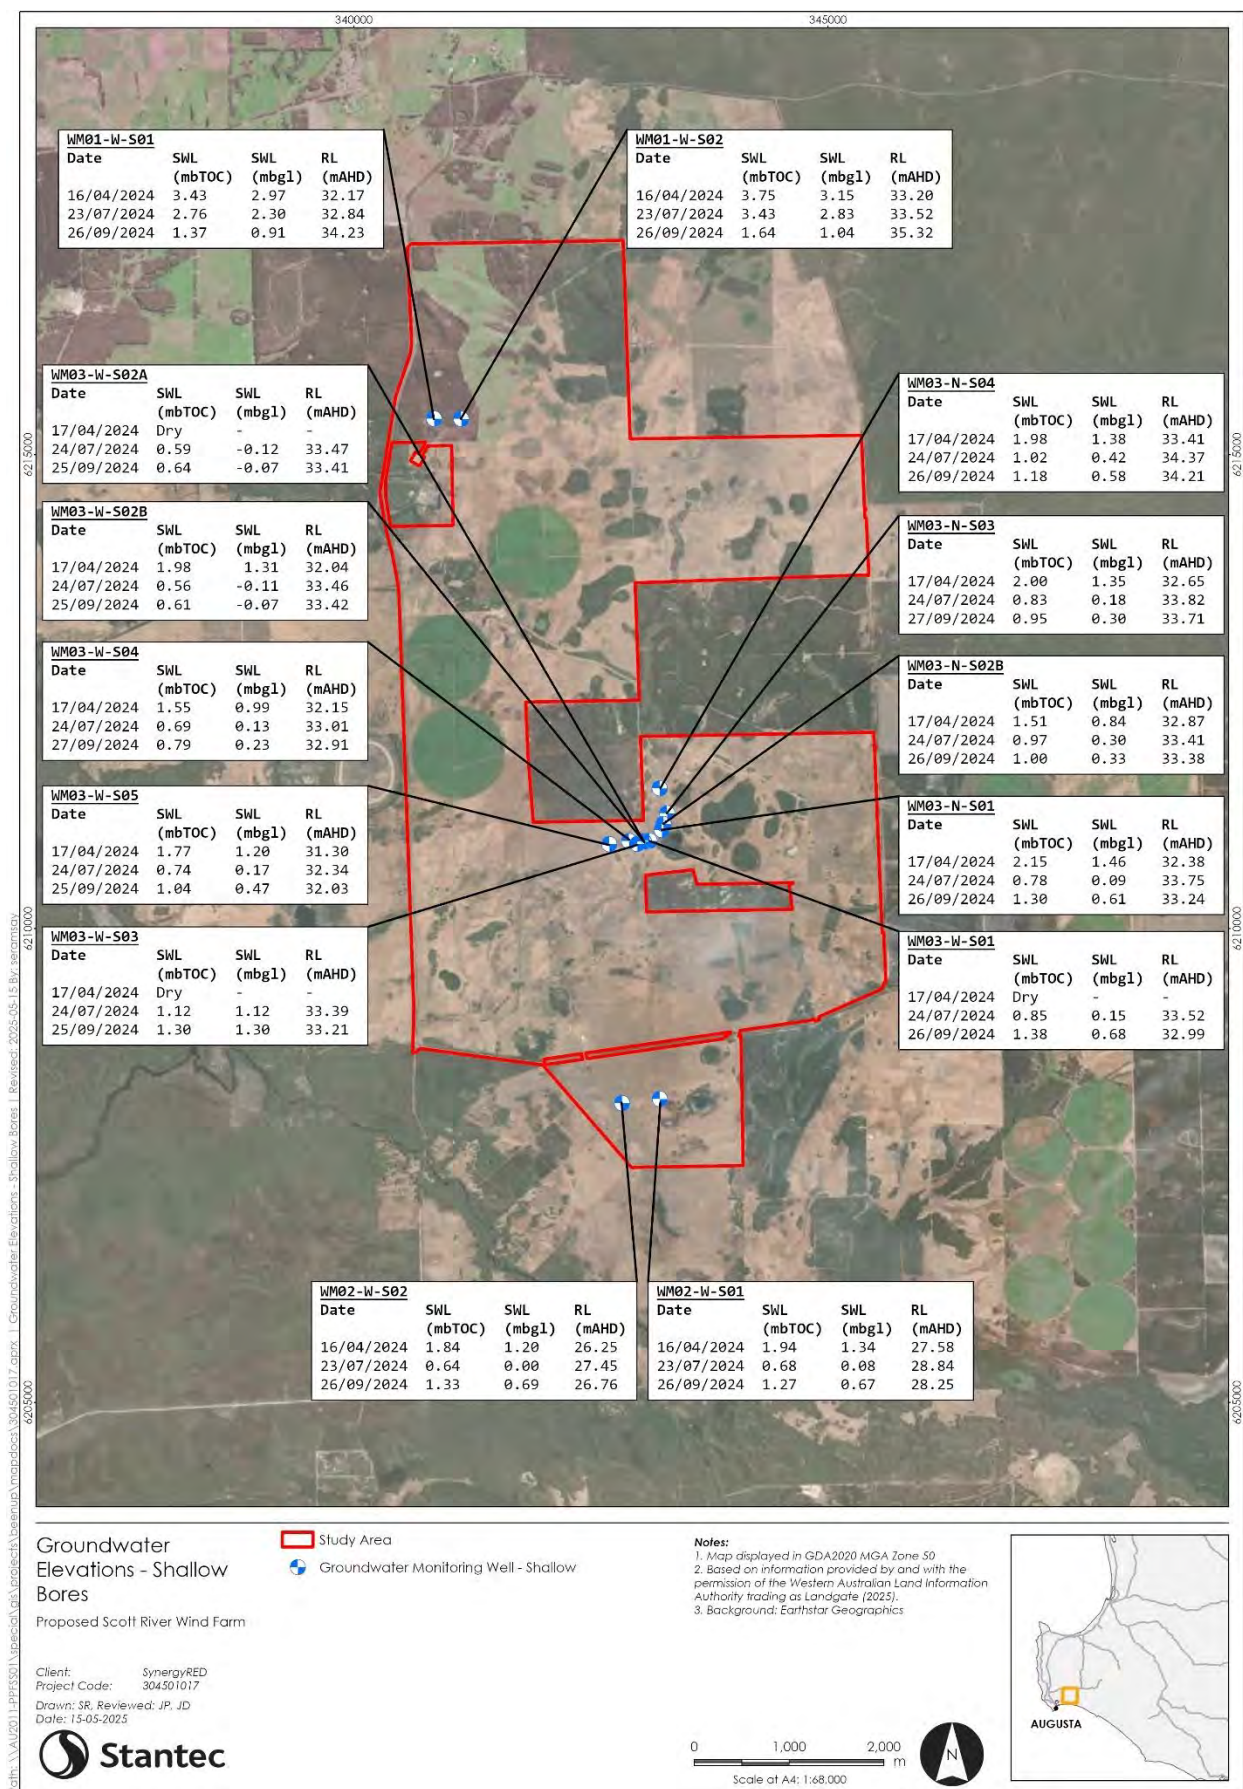 340000
345000
WM01-W-S01
Date SWL SWL RL
(mbTOC) (mbgl) (mAHD)
16/04/2024 3.43 2.97 32.17
23/07/2024 2.76 2.30 32.84
26/09/2024 1.37 0.91 34.23
WM01-W-S02
Date SWL SWL RL
(mbTOC) (mbgl) (mAHD)
16/04/2024 3.75 3.15 33.20
23/07/2024 3.43 2.83 33.52
26/09/2024 1.64 1.04 35.32
WM03-W-S02A
Date SWL SWL RL
(mbTOC) (mbgl) (mAHD)
17/04/2024 Dry - -
24/07/2024 0.59 -0.12 33.47
25/09/2024 0.64 -0.07 33.41
WM03-N-S04
Date SWL SWL RL
(mbTOC) (mbgl) (mAHD)
17/04/2024 1.98 1.38 33.41
24/07/2024 1.02 0.42 34.37
26/09/2024 1.18 0.58 34.21
6215000
6215000
WM03-W-S02B
Date SWL SWL RL
(mbTOC) (mbgl) (mAHD)
17/04/2024 1.98 1.31 32.04
24/07/2024 0.56 -0.11 33.46
25/09/2024 0.61 -0.07 33.42
WM03-N-S03
Date SWL SWL RL
(mbTOC) (mbgl) (mAHD)
17/04/2024 2.00 1.35 32.65
24/07/2024 0.83 0.18 33.82
27/09/2024 0.95 0.30 33.71
WM03-W-S04
Date SWL SWL RL
(mbTOC) (mbgl) (mAHD)
17/04/2024 1.55 0.99 32.15
24/07/2024 0.69 0.13 33.01
27/09/2024 0.79 0.23 32.91
WM03-N-S02B
Date SWL SWL RL
(mbTOC) (mbgl) (mAHD)
17/04/2024 1.51 0.84 32.87
24/07/2024 0.97 0.30 33.41
26/09/2024 1.00 0.33 33.38
WM03-W-S05
Date SWL SWL RL
(mbTOC) (mbgl) (mAHD)
17/04/2024 1.77 1.20 31.30
24/07/2024 0.74 0.17 32.34
25/09/2024 1.04 0.47 32.03
WM03-N-S01
Date SWL SWL RL
(mbTOC) (mbgl) (mAHD)
17/04/2024 2.15 1.46 32.38
24/07/2024 0.78 0.09 33.75
26/09/2024 1.30 0.61 33.24
6210000
6210000
WM03-W-S03
Date SWL SWL RL
(mbTOC) (mbgl) (mAHD)
17/04/2024 Dry - -
24/07/2024 1.12 1.12 33.39
25/09/2024 1.30 1.30 33.21
WM03-W-S01
Date SWL SWL RL
(mbTOC) (mbgl) (mAHD)
17/04/2024 Dry - -
24/07/2024 0.85 0.15 33.52
26/09/2024 1.38 0.68 32.99
WM02-W-S02
Date SWL SWL RL
(mbTOC) (mbgl) (mAHD)
16/04/2024 1.84 1.20 26.25
23/07/2024 0.64 0.00 27.45
26/09/2024 1.33 0.69 26.76
WM02-W-S01
Date SWL SWL RL
(mbTOC) (mbgl) (mAHD)
16/04/2024 1.94 1.34 27.58
23/07/2024 0.68 0.08 28.84
26/09/2024 1.27 0.67 28.25
6205000
6205000
Groundwater
Elevations - Shallow
Bores
Proposed Scott River Wind Farm
Client: SynergyRED
Project Code: 304501017
Drawn: SR, Reviewed: JP, JD
Date: 15-05-2025
Stantec
Study Area
Groundwater Monitoring Well - Shallow
Notes:
1. Map displayed in GDA2020 MGA Zone 50
2. Based on information provided by and with the
permission of the Western Australian Land Information
Authority trading as Landgate (2025).
3. Background: Earthstar Geographics
0 1,000 2,000
m
Scale at A4: 1:68,000
N
AUGUSTA
| Groundwater Elevations - Shallow Bores | Revised: 2025-05-15 By: seramsay